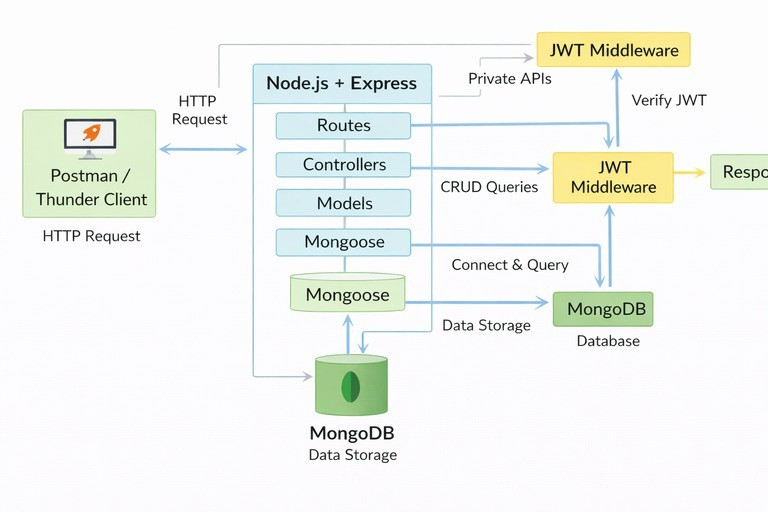 JWT Middleware
Private APIs
Node.js + Express
HTTP
Request
Verify JWT
Routes
Postman /
Thunder Client
HTTP Request
Controllers
CRUD Queries
JWT
Middleware
Respo
Models
Mongoose
Connect & Query
Mongoose
Data Storage
MongoDB
Database
MongoDB
Data Storage